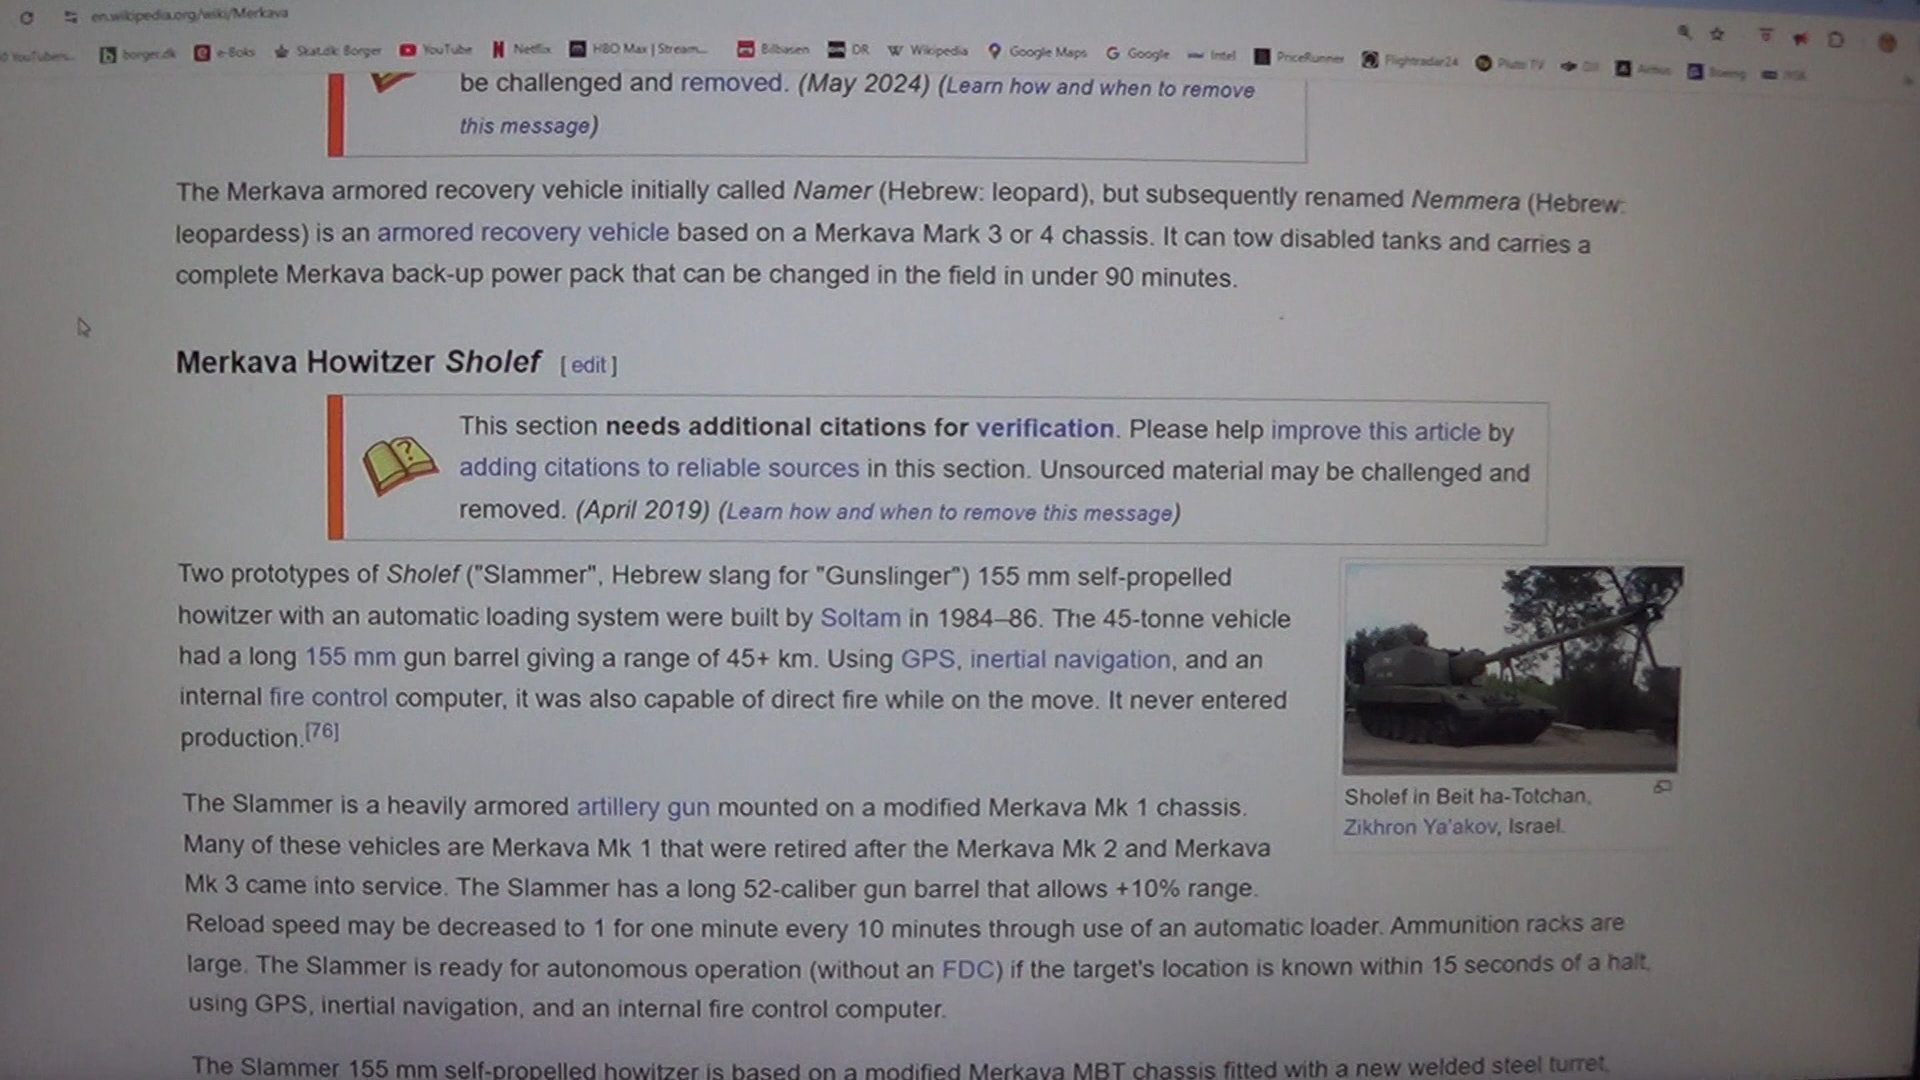 en.wikipedia.org/wiki/Merkava
borger.dk e-Boks Skat.dk: Borger YouTube Netflix HBO Max | Stream... Bilbasen DR Wikipedia Google Maps Google Intel PriceRunner Flightradar24 Pluto TV DJI Airbus Boeing
be challenged and removed. (May 2024) (Learn how and when to remove
this message)
The Merkava armored recovery vehicle initially called Namer (Hebrew: leopard), but subsequently renamed Nemmera (Hebrew:
leopardess) is an armored recovery vehicle based on a Merkava Mark 3 or 4 chassis. It can tow disabled tanks and carries a
complete Merkava back-up power pack that can be changed in the field in under 90 minutes.
Merkava Howitzer Sholef [ edit ]
This section needs additional citations for verification. Please help improve this article by
adding citations to reliable sources in this section. Unsourced material may be challenged and
removed. (April 2019) (Learn how and when to remove this message)
Two prototypes of Sholef ("Slammer", Hebrew slang for "Gunslinger") 155 mm self-propelled
howitzer with an automatic loading system were built by Soltam in 1984–86. The 45-tonne vehicle
had a long 155 mm gun barrel giving a range of 45+ km. Using GPS, inertial navigation, and an
internal fire control computer, it was also capable of direct fire while on the move. It never entered
production.[76]
Sholef in Beit ha-Totchan,
Zikhron Ya'akov, Israel.
The Slammer is a heavily armored artillery gun mounted on a modified Merkava Mk 1 chassis.
Many of these vehicles are Merkava Mk 1 that were retired after the Merkava Mk 2 and Merkava
Mk 3 came into service. The Slammer has a long 52-caliber gun barrel that allows +10% range.
Reload speed may be decreased to 1 for one minute every 10 minutes through use of an automatic loader. Ammunition racks are
large. The Slammer is ready for autonomous operation (without an FDC) if the target's location is known within 15 seconds of a halt,
using GPS, inertial navigation, and an internal fire control computer.
The Slammer 155 mm self-propelled howitzer is based on a modified Merkava MBT chassis fitted with a new welded steel turret,